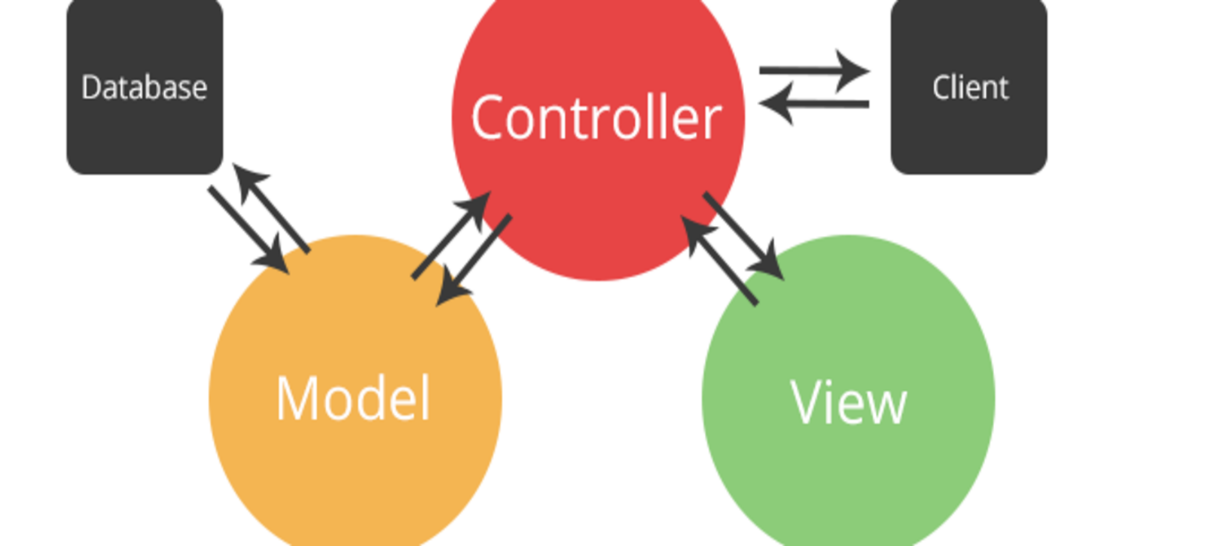 Database
Controller
Client
Model
View